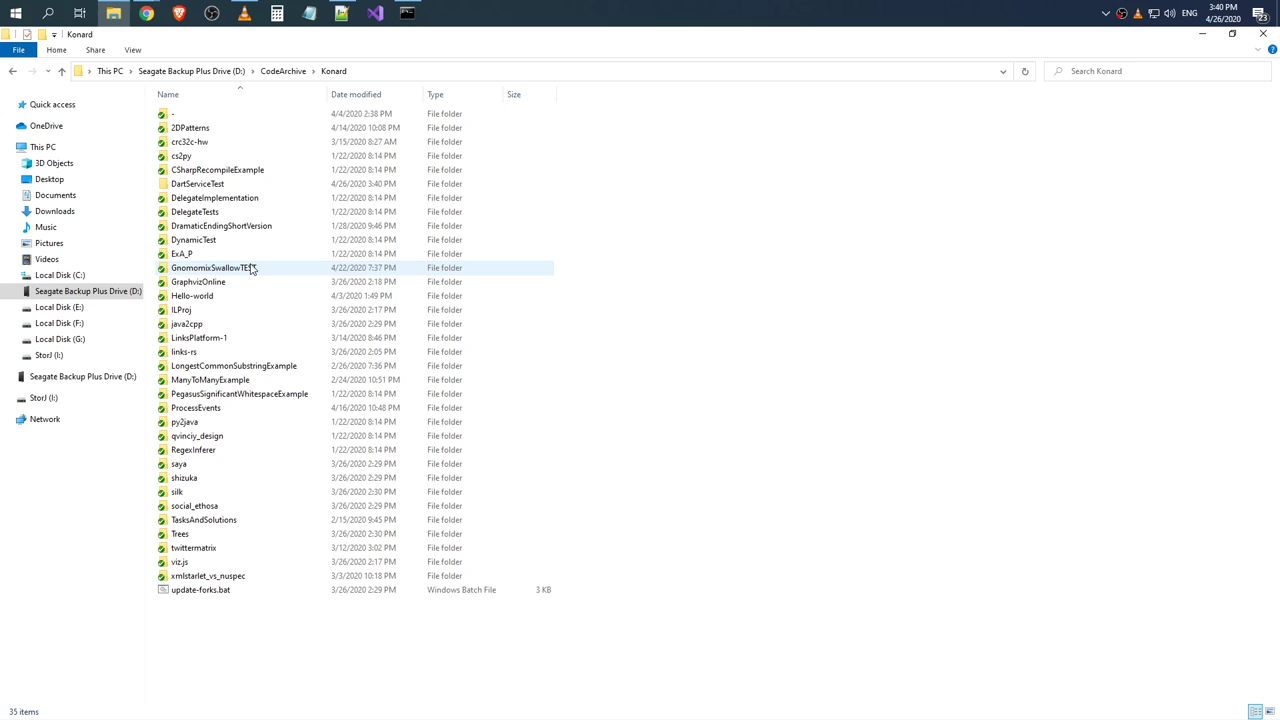 3:40 PM
ENG
4/26/2020
23
Konard
File
Home
Share
View
This PC
Seagate Backup Plus Drive (D:)
CodeArchive
Konard
Search Konard
Name
Date modified
Type
Size
Quick access
OneDrive
This PC
3D Objects
Desktop
Documents
Downloads
Music
Pictures
Videos
Local Disk (C:)
Seagate Backup Plus Drive (D:)
Local Disk (E:)
Local Disk (F:)
Local Disk (G:)
StorJ (I:)
Seagate Backup Plus Drive (D:)
StorJ (I:)
Network
- 4/4/2020 2:38 PM File folder
2DPatterns 4/14/2020 10:08 PM File folder
crc32c-hw 3/15/2020 8:27 AM File folder
cs2py 1/22/2020 8:14 PM File folder
CSharpRecompileExample 1/22/2020 8:14 PM File folder
DartServiceTest 4/26/2020 3:40 PM File folder
DelegateImplementation 1/22/2020 8:14 PM File folder
DelegateTests 1/22/2020 8:14 PM File folder
DramaticEndingShortVersion 1/28/2020 9:46 PM File folder
DynamicTest 1/22/2020 8:14 PM File folder
ExA_P 1/22/2020 8:14 PM File folder
GnomomixSwallowTEST 4/22/2020 7:37 PM File folder
GraphvizOnline 3/26/2020 2:18 PM File folder
Hello-world 4/3/2020 1:49 PM File folder
ILProj 3/26/2020 2:17 PM File folder
java2cpp 3/26/2020 2:29 PM File folder
LinksPlatform-1 3/14/2020 8:46 PM File folder
links-rs 3/26/2020 2:05 PM File folder
LongestCommonSubstringExample 2/26/2020 7:36 PM File folder
ManyToManyExample 2/24/2020 10:51 PM File folder
PegasusSignificantWhitespaceExample 1/22/2020 8:14 PM File folder
ProcessEvents 4/16/2020 10:48 PM File folder
py2java 1/22/2020 8:14 PM File folder
qvinciy_design 1/22/2020 8:14 PM File folder
RegexInferer 1/22/2020 8:14 PM File folder
saya 3/26/2020 2:29 PM File folder
shizuka 3/26/2020 2:29 PM File folder
silk 3/26/2020 2:30 PM File folder
social_ethosa 3/26/2020 2:29 PM File folder
TasksAndSolutions 2/15/2020 9:45 PM File folder
Trees 3/26/2020 2:30 PM File folder
twittermatrix 3/12/2020 3:02 PM File folder
viz.js 3/26/2020 2:17 PM File folder
xmlstarlet_vs_nuspec 3/3/2020 10:18 PM File folder
update-forks.bat 3/26/2020 2:29 PM Windows Batch File 3 KB
35 items